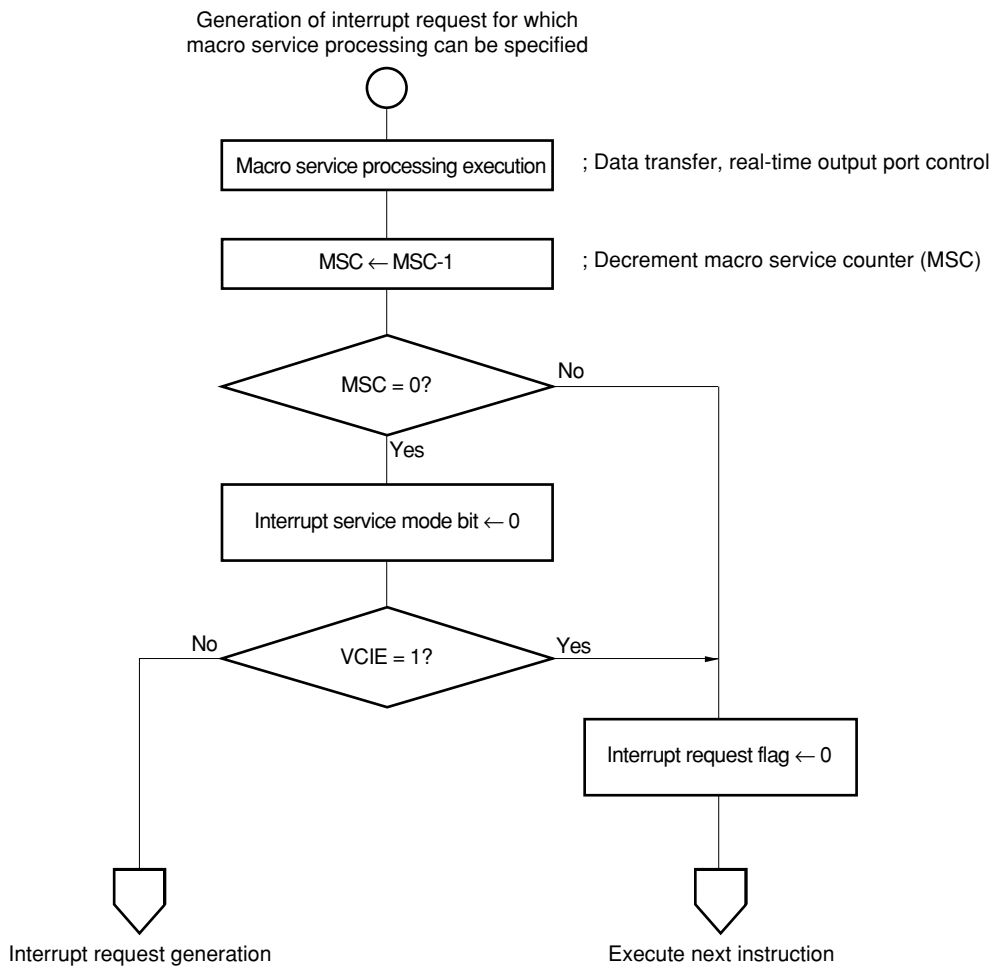 Generation of interrupt request for which
macro service processing can be specified
Macro service processing execution
; Data transfer, real-time output port control
MSC ← MSC-1
; Decrement macro service counter (MSC)
MSC = 0?
No
Yes
Interrupt service mode bit ← 0
No
VCIE = 1?
Yes
Interrupt request flag ← 0
Interrupt request generation
Execute next instruction